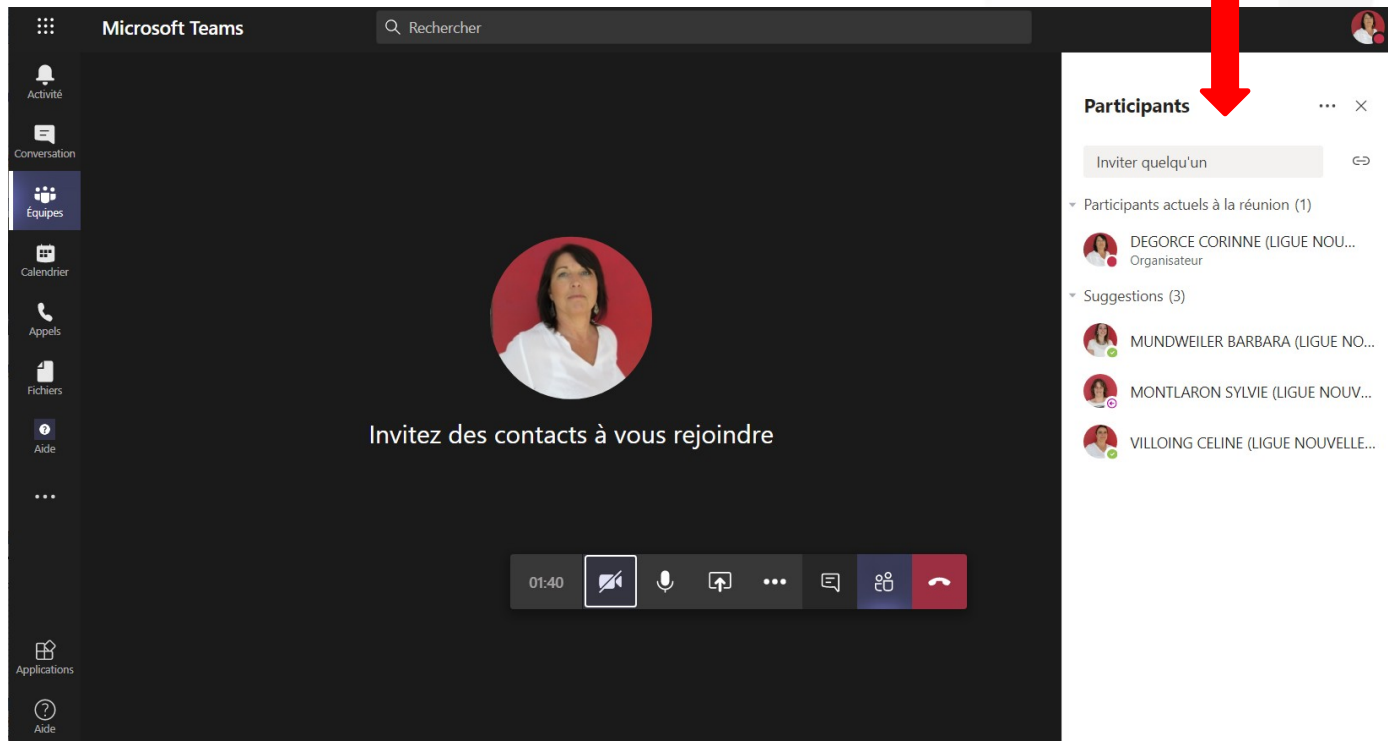 Microsoft Teams
Rechercher
Activité
Conversation
Équipes
Calendrier
Appels
Fichiers
Aide
Applications
Aide
Invitez des contacts à vous rejoindre
01:40
Participants
Inviter quelqu'un
Participants actuels à la réunion (1)
DEGORCE CORINNE (LIGUE NOU...
Organisateur
Suggestions (3)
MUNDWEILER BARBARA (LIGUE NO...
MONTLARON SYLVIE (LIGUE NOUV...
VILLOING CELINE (LIGUE NOUVELLE...